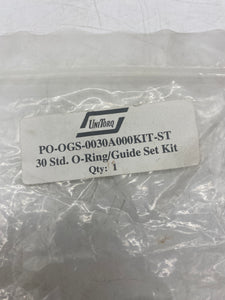 UNITORQ
PO-OGS-0030A000KIT-ST
30 Std. O-Ring/Guide Set Kit
Qty: 1